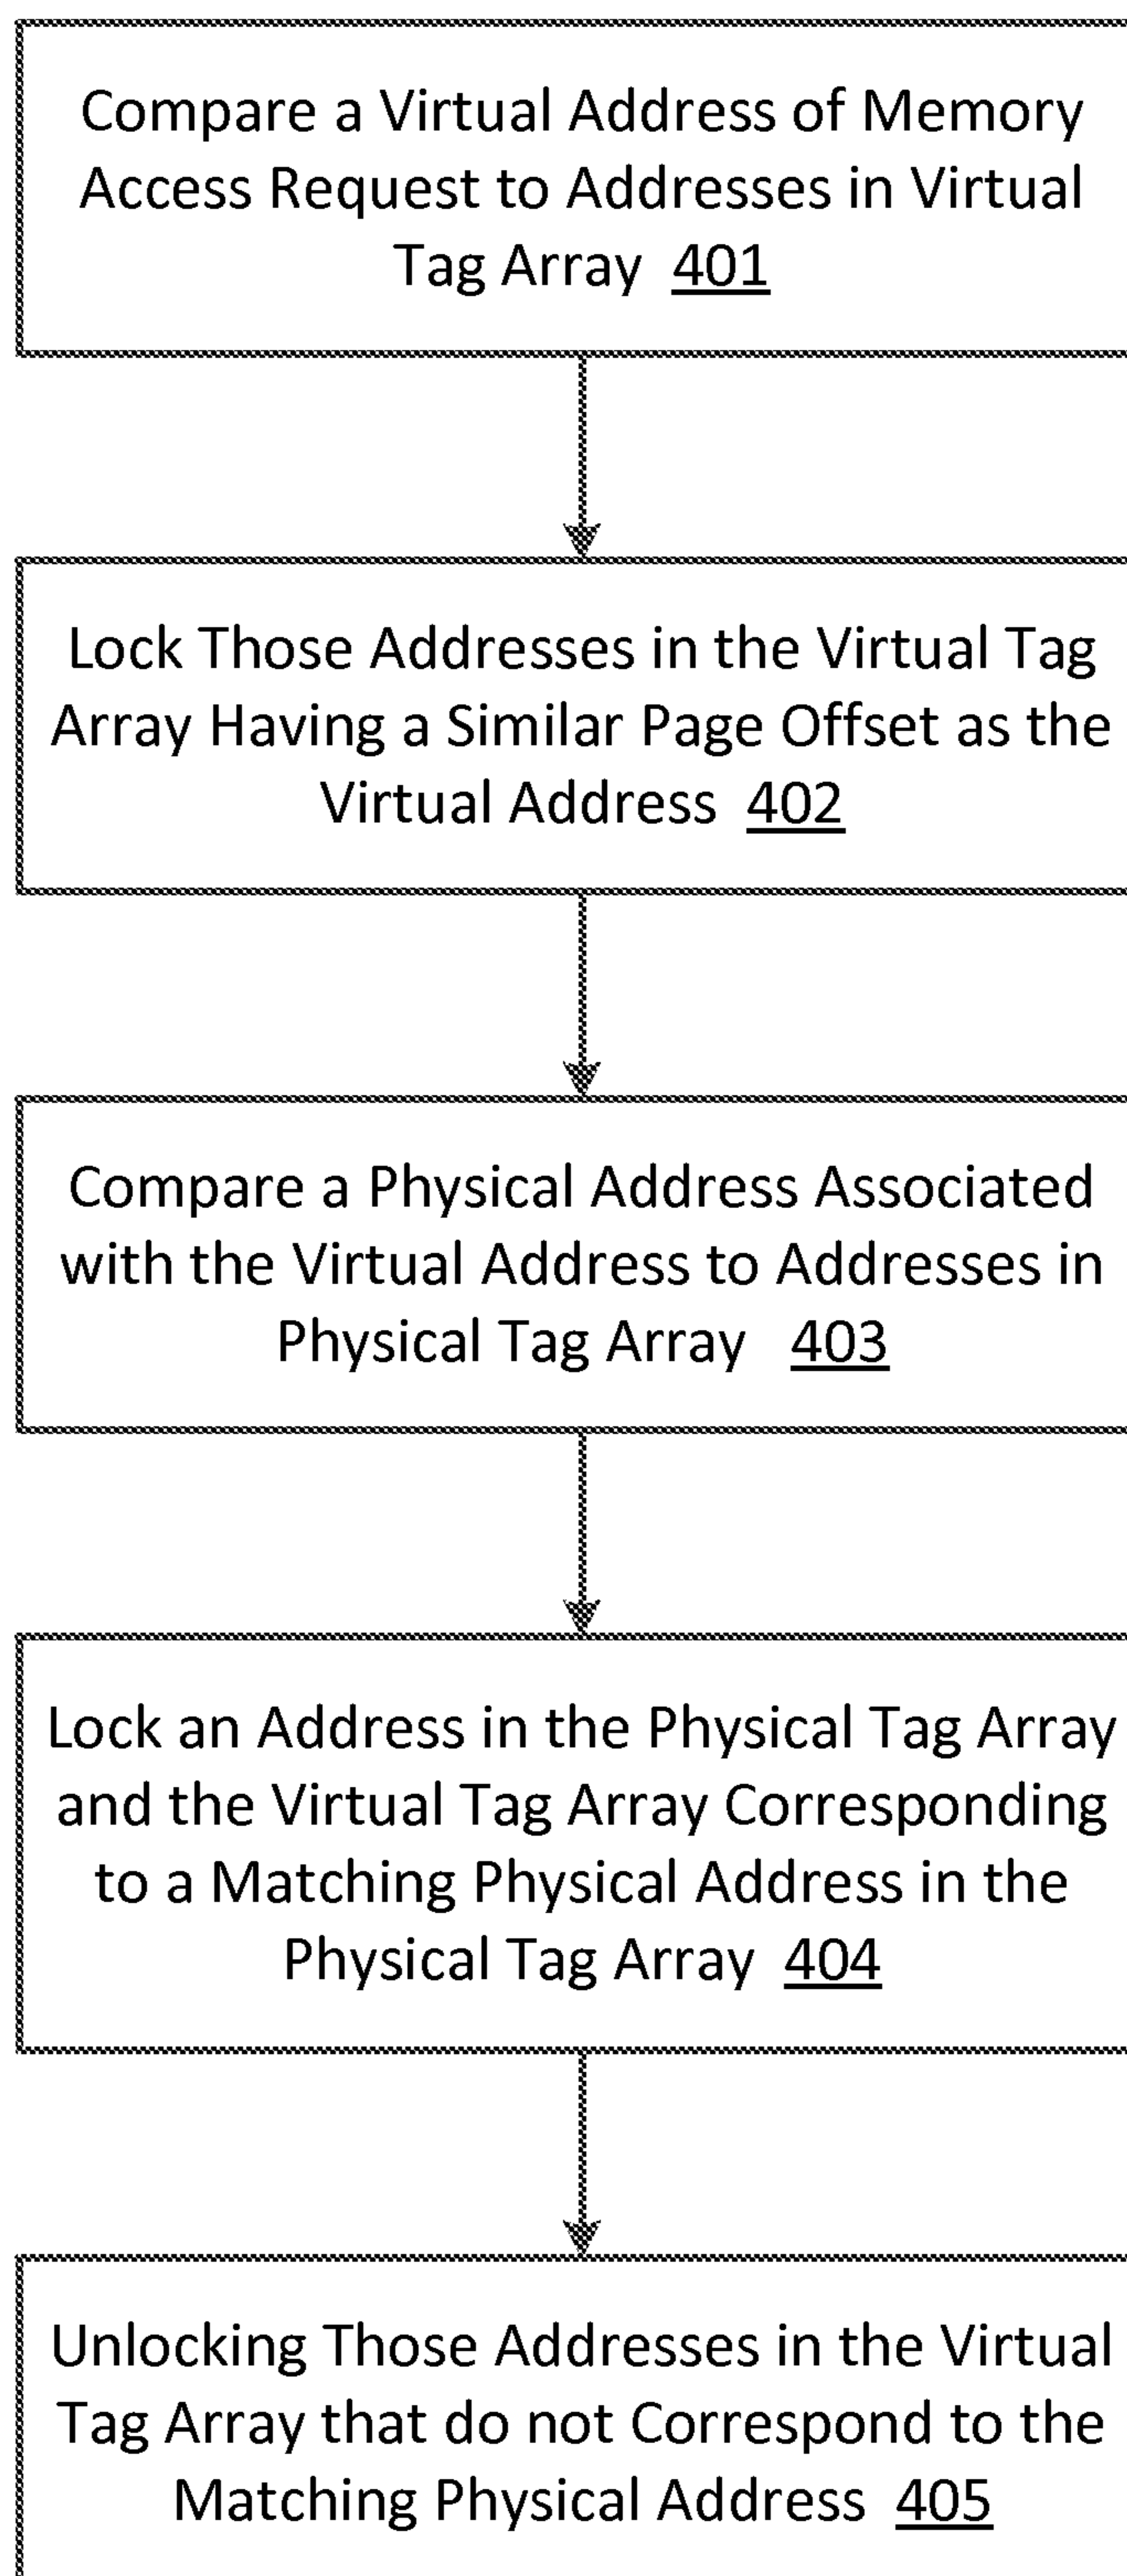 Compare a Virtual Address of Memory
Access Request to Addresses in Virtual
Tag Array 401
Lock Those Addresses in the Virtual Tag
Array Having a Similar Page Offset as the
Virtual Address 402
Compare a Physical Address Associated
with the Virtual Address to Addresses in
Physical Tag Array 403
Lock an Address in the Physical Tag Array
and the Virtual Tag Array Corresponding
to a Matching Physical Address in the
Physical Tag Array 404
Unlocking Those Addresses in the Virtual
Tag Array that do not Correspond to the
Matching Physical Address 405